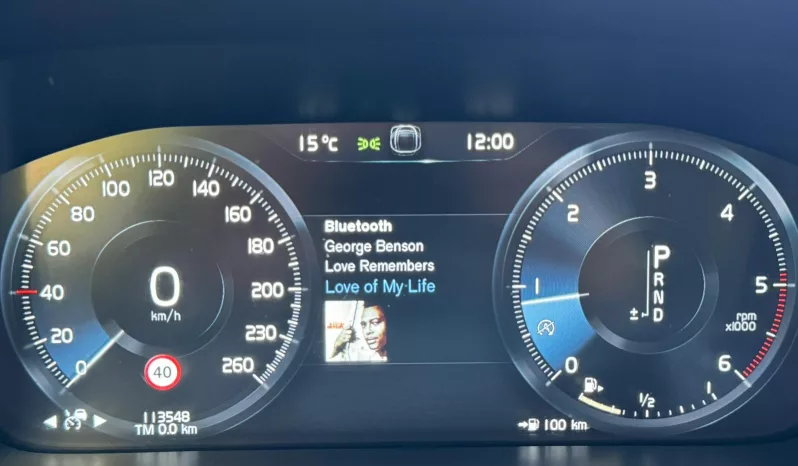 15°C
12:00
Bluetooth
George Benson
Love Remembers
Love of My Life
0
20
40
60
80
100
120
140
160
180
200
230
260
0
km/h
40
113548
TM 0.0 km
0
1
2
3
4
5
6
rpm
x1000
P
R
N
D
±
1/2
1
100 km